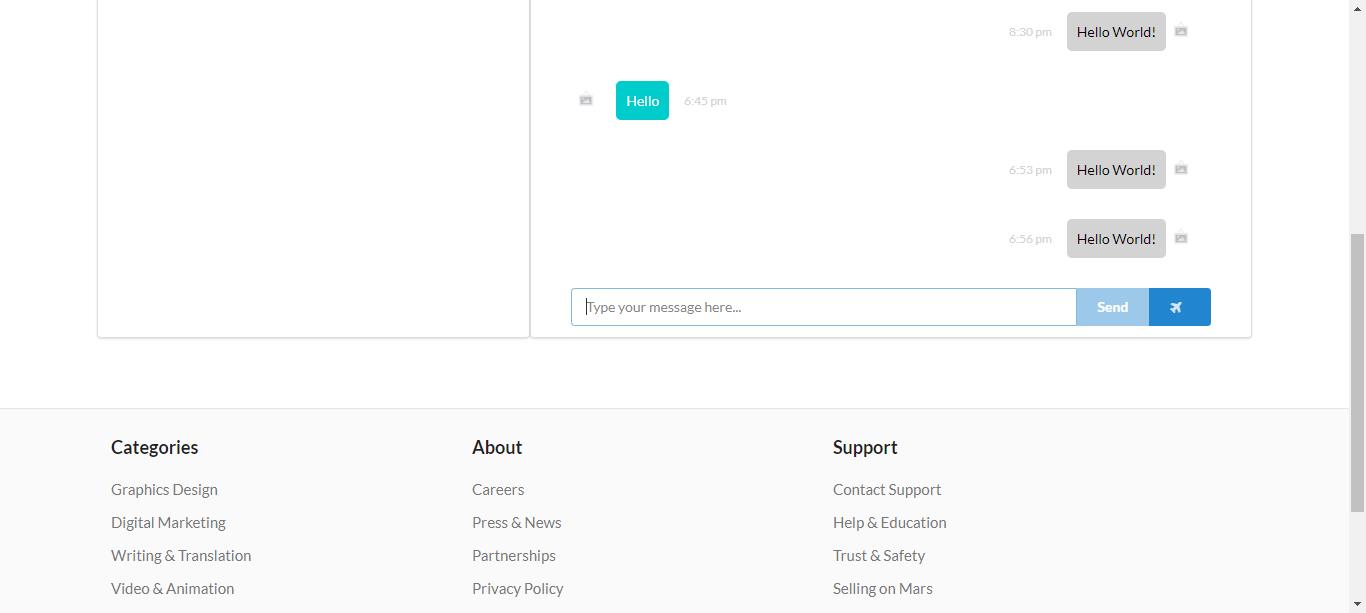 8:30 pm Hello World!
Hello 6:45 pm
6:53 pm Hello World!
6:56 pm Hello World!
Type your message here... Send
Categories About Support
Graphics Design Careers Contact Support
Digital Marketing Press & News Help & Education
Writing & Translation Partnerships Trust & Safety
Video & Animation Privacy Policy Selling on Mars